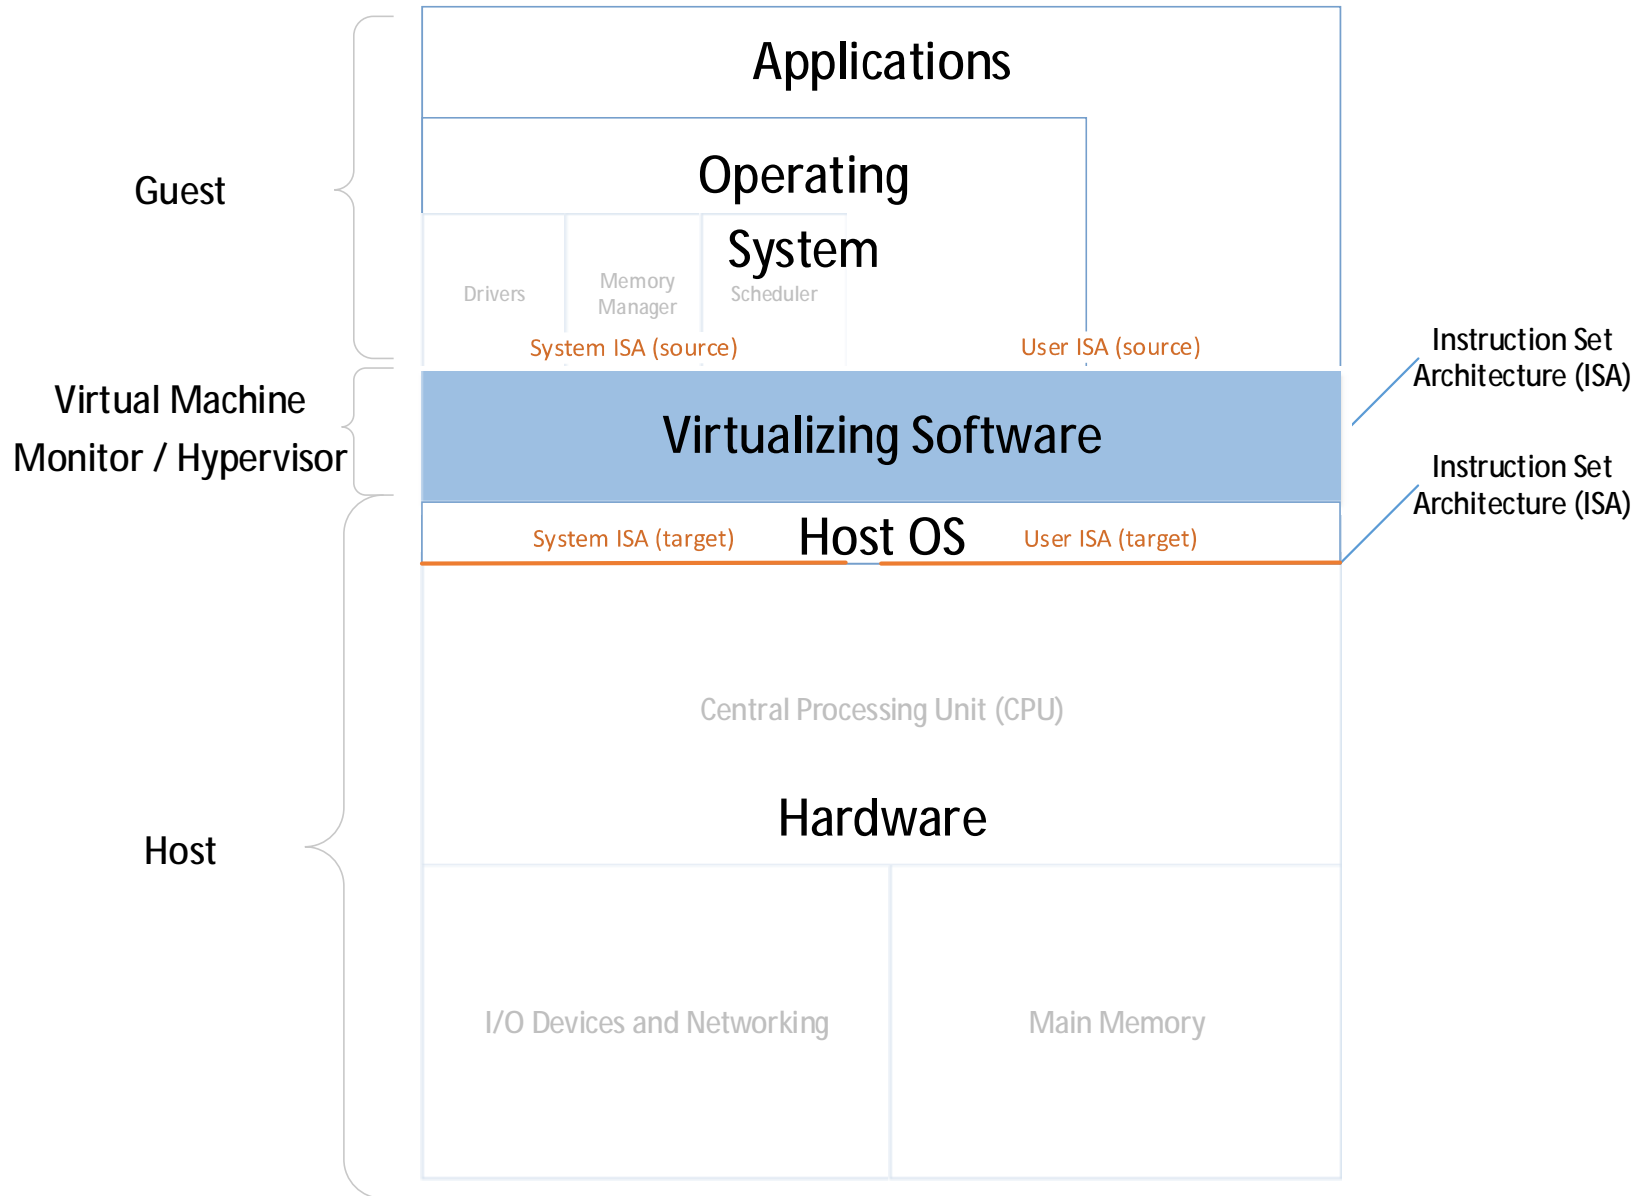 Applications
Operating
System
Guest
Drivers
Memory
Manager
Scheduler
System ISA (source)
User ISA (source)
Instruction Set
Architecture (ISA)
Virtual Machine
Monitor / Hypervisor
Virtualizing Software
Instruction Set
Architecture (ISA)
System ISA (target)
Host OS
User ISA (target)
Central Processing Unit (CPU)
Hardware
Host
I/O Devices and Networking
Main Memory